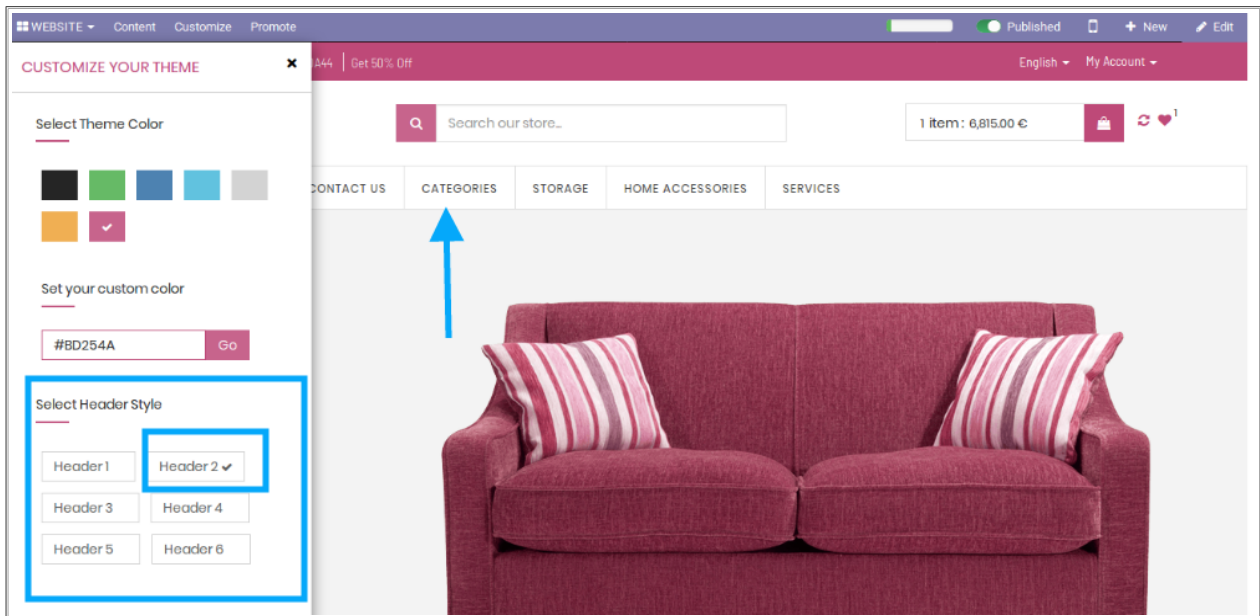 WEBSITE Content Customize Promote Published New Edit
CUSTOMIZE YOUR THEME
Get 50% Off English My Account
Select Theme Color
Search our store...
1 item : 6,815.00 € 1
CONTACT US CATEGORIES STORAGE HOME ACCESSORIES SERVICES
Set your custom color
#BD254A Go
Select Header Style
Header 1 Header 2
Header 3 Header 4
Header 5 Header 6